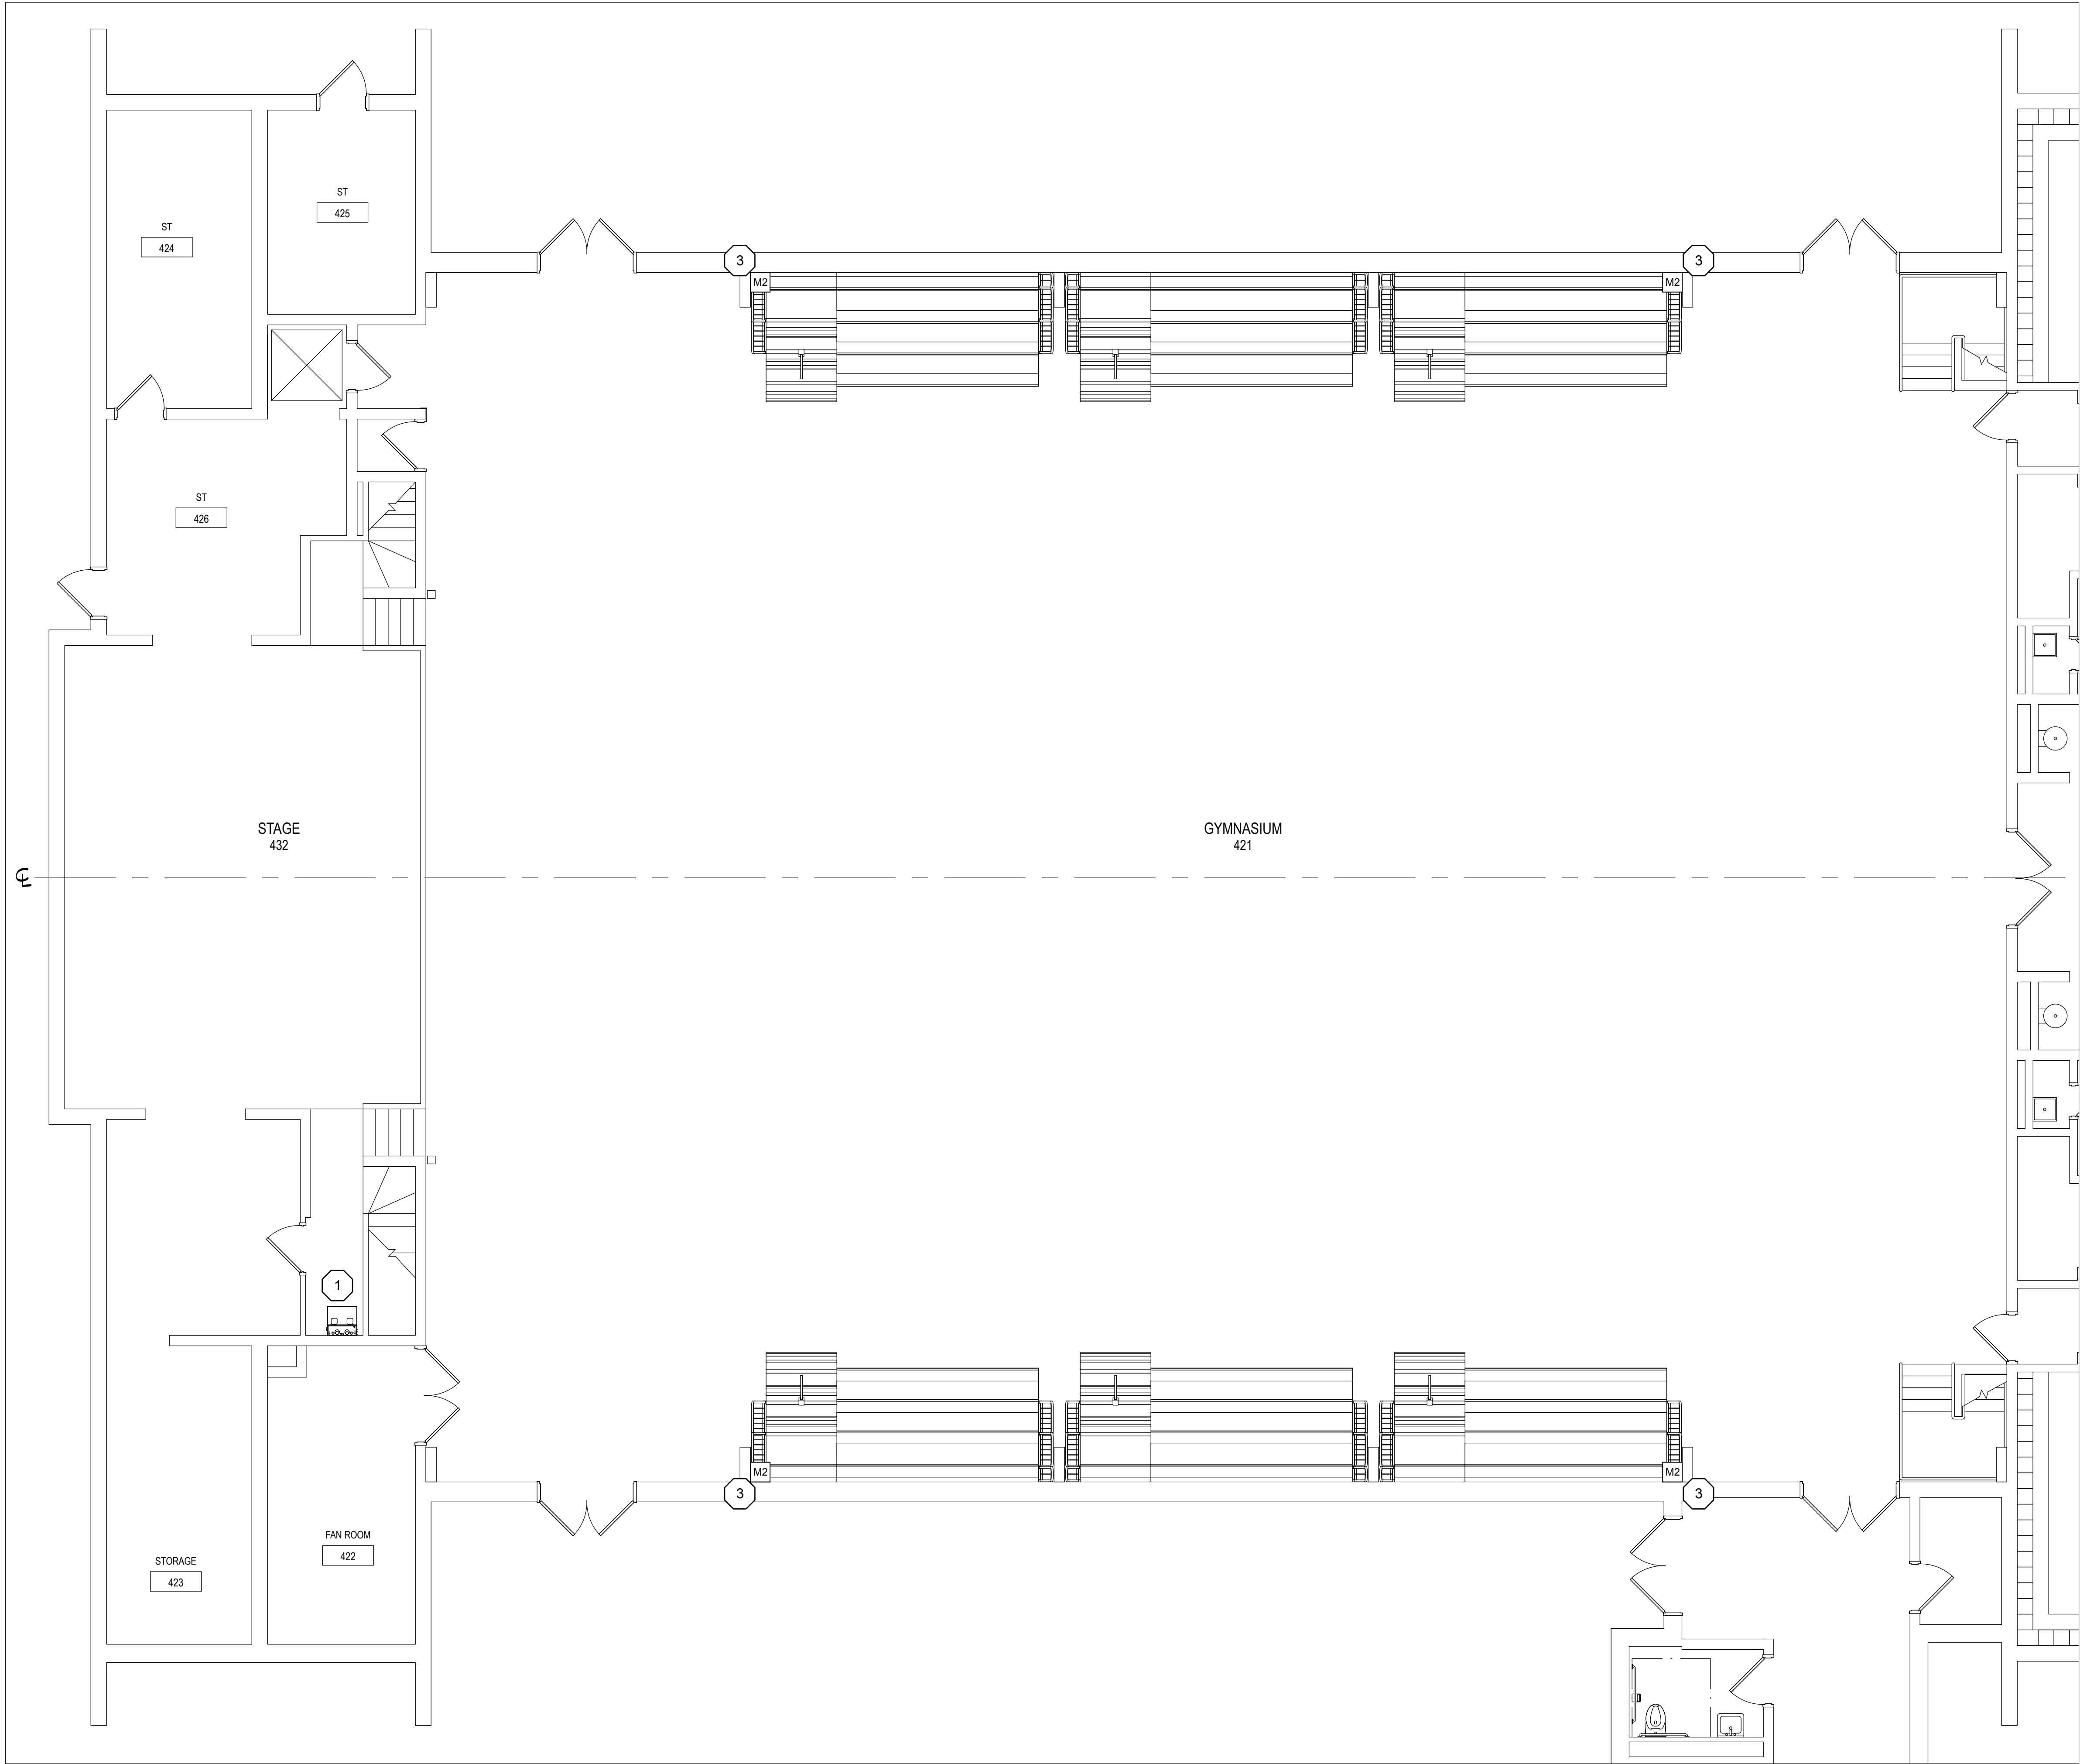 ST
425
ST
424
3
3
M2
M2
ST
426
STAGE
432
GYMNASIUM
421
℄
1
M2
M2
3
3
FAN ROOM
422
STORAGE
423